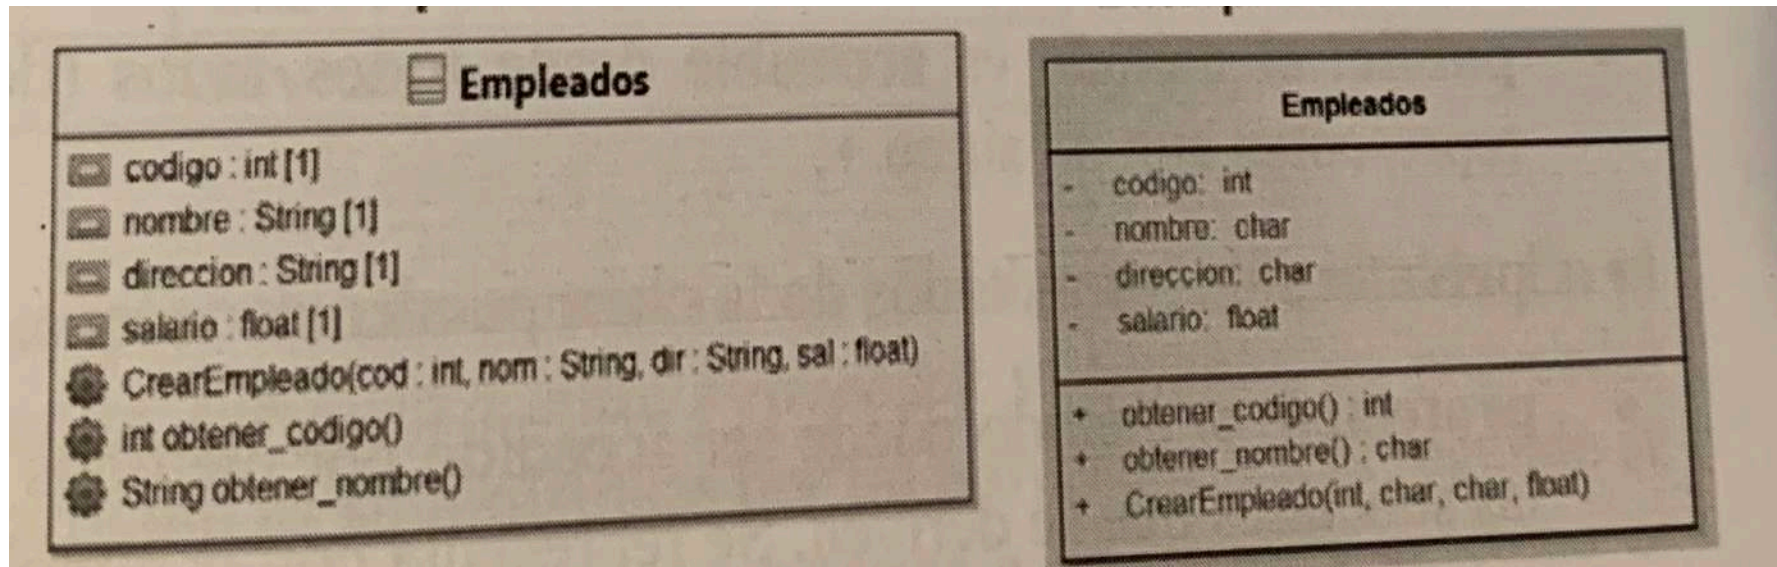 Empleados
codigo : int [1]
nombre : String [1]
direccion : String [1]
salario : float [1]
CrearEmpleado(cod : int, nom : String, dir : String, sal : float)
int obtener_codigo()
String obtener_nombre()
Empleados
- codigo: int
- nombre: char
- direccion: char
- salario: float
+ obtener_codigo() : int
+ obtener_nombre() : char
+ CrearEmpleado(int, char, char, float)